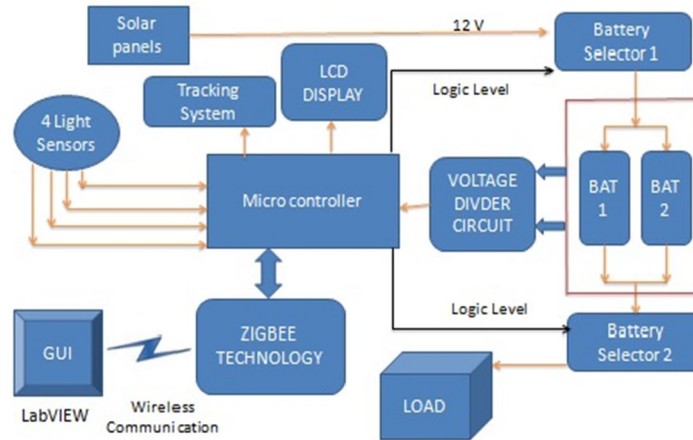 Solar
panels
12 V
Battery
Selector 1
LCD
DISPLAY
Tracking
System
Logic Level
4 Light
Sensors
Micro controller
VOLTAGE
DIVDER
CIRCUIT
BAT
1
BAT
2
Logic Level
ZIGBEE
TECHNOLOGY
GUI
LabVIEW
Wireless
Communication
Battery
Selector 2
LOAD